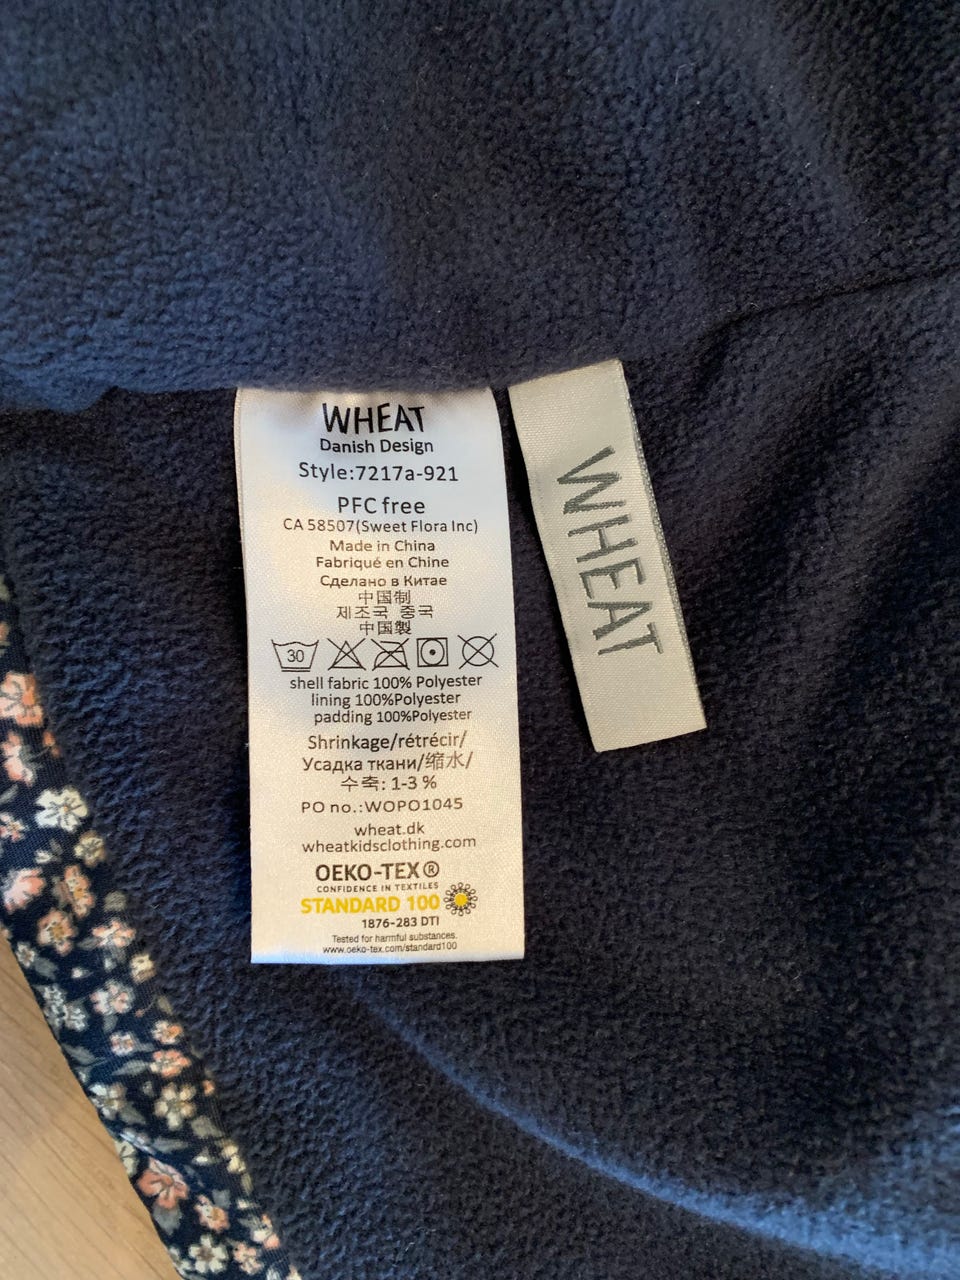 WHEAT
Danish Design
Style:7217a-921
PFC free
CA 58507(Sweet Flora Inc)
Made in China
Fabriqué en Chine
Сделано в Китае
中国制
제조국 중국
中国製
30
shell fabric 100% Polyester
lining 100%Polyester
padding 100%Polyester
Shrinkage/rétrécir/
Усадка ткани/缩水/
수축: 1-3 %
PO no.:WOPO1045
wheat.dk
wheatkidsclothing.com
OEKO-TEX®
CONFIDENCE IN TEXTILES
STANDARD 100
1876-283 DTI
Tested for harmful substances.
www.oeko-tex.com/standard100
WHEAT